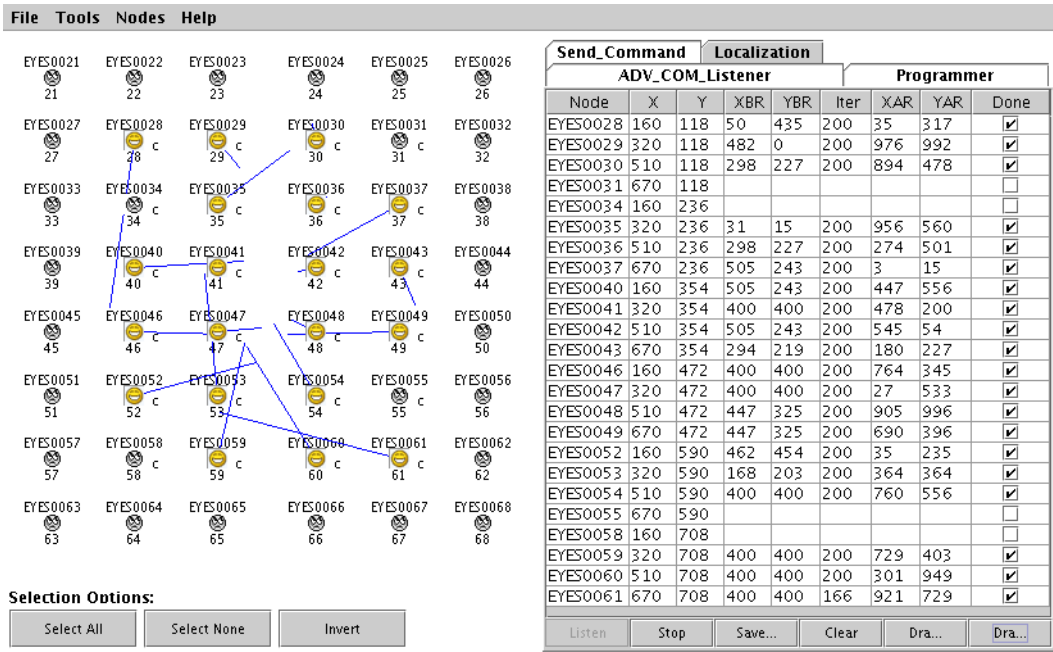 File Tools Nodes Help
EYES0021 EYES0022 EYES0023 EYES0024 EYES0025 EYES0026
21 22 23 24 25 26
EYES0027 EYES0028 EYES0029 EYES0030 EYES0031 EYES0032
c c c c
27 28 29 30 31 32
EYES0033 EYES0034 EYES0035 EYES0036 EYES0037 EYES0038
c c c c
33 34 35 36 37 38
EYES0039 EYES0040 EYES0041 EYES0042 EYES0043 EYES0044
c c c c
39 40 41 42 43 44
EYES0045 EYES0046 EYES0047 EYES0048 EYES0049 EYES0050
c c c c
45 46 47 48 49 50
EYES0051 EYES0052 EYES0053 EYES0054 EYES0055 EYES0056
c c c c
51 52 53 54 55 56
EYES0057 EYES0058 EYES0059 EYES0060 EYES0061 EYES0062
c c c c
57 58 59 60 61 62
EYES0063 EYES0064 EYES0065 EYES0066 EYES0067 EYES0068
63 64 65 66 67 68
Selection Options:
Select All Select None Invert
Send_Command Localization
ADV_COM_Listener Programmer
Node X Y XBR YBR Iter XAR YAR Done
EYES0028 160 118 50 435 200 35 317
EYES0029 320 118 482 0 200 976 992
EYES0030 510 118 298 227 200 894 478
EYES0031 670 118
EYES0034 160 236
EYES0035 320 236 31 15 200 956 560
EYES0036 510 236 298 227 200 274 501
EYES0037 670 236 505 243 200 3 15
EYES0040 160 354 505 243 200 447 556
EYES0041 320 354 400 400 200 478 200
EYES0042 510 354 505 243 200 545 54
EYES0043 670 354 294 219 200 180 227
EYES0046 160 472 400 400 200 764 345
EYES0047 320 472 400 400 200 27 533
EYES0048 510 472 447 325 200 905 996
EYES0049 670 472 447 325 200 690 396
EYES0052 160 590 462 454 200 35 235
EYES0053 320 590 168 203 200 364 364
EYES0054 510 590 400 400 200 760 556
EYES0055 670 590
EYES0058 160 708
EYES0059 320 708 400 400 200 729 403
EYES0060 510 708 400 400 200 301 949
EYES0061 670 708 400 400 166 921 729
Listen Stop Save... Clear Dra... Dra...